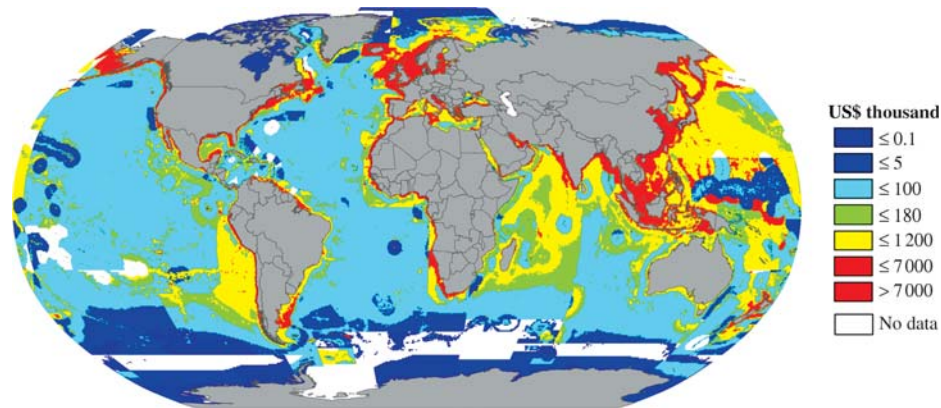 US$ thousand
≤ 0.1
≤ 5
≤ 100
≤ 180
≤ 1 200
≤ 7 000
> 7 000
No data